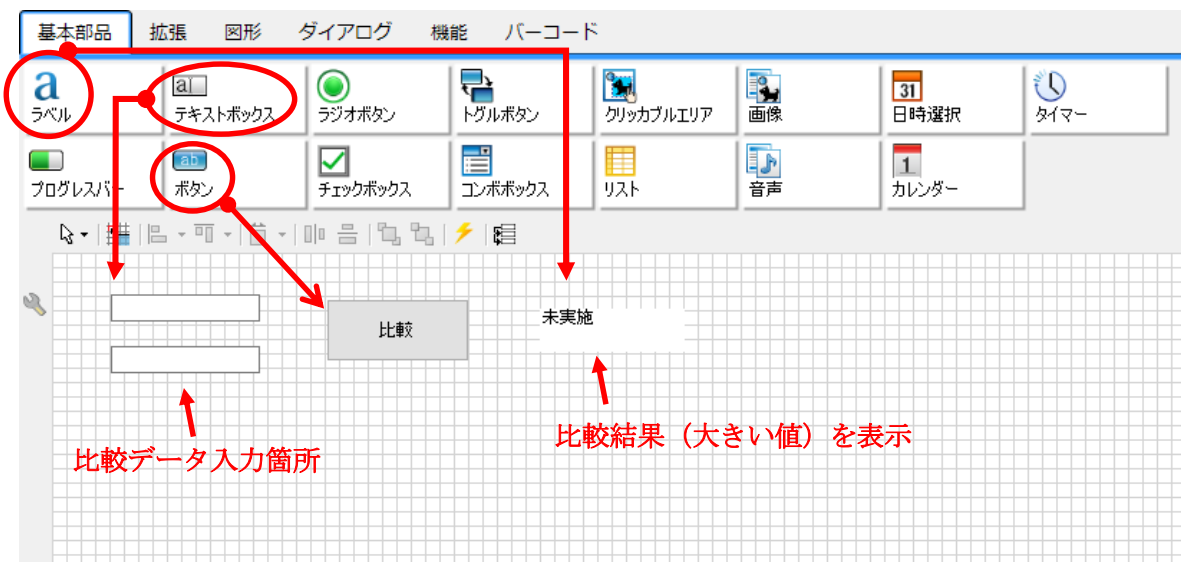 基本部品 拡張 図形 ダイアログ 機能 バーコード
a a| 31
ラベル テキストボックス ラジオボタン トグルボタン クリッカブルエリア 画像 日時選択 タイマー
ab 1
プログレスバー ボタン チェックボックス コンボボックス リスト 音声 カレンダー
未実施
比較
比較結果（大きい値）を表示
比較データ入力箇所